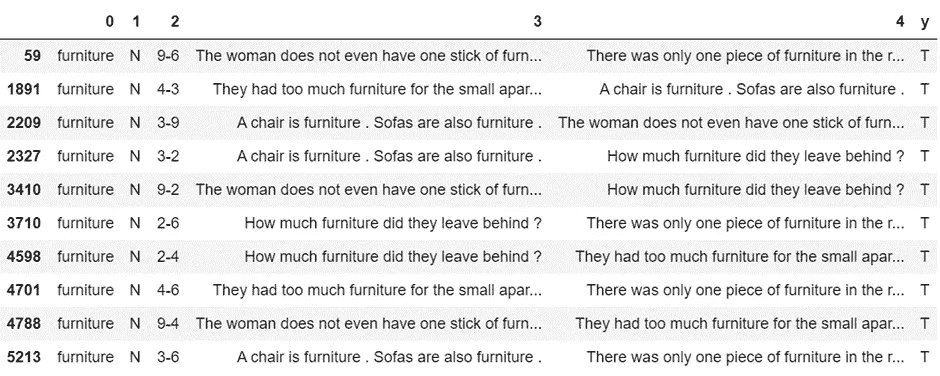 0 1 2 3 4 y
59 furniture N 9-6 The woman does not even have one stick of furn... There was only one piece of furniture in the r... T
1891 furniture N 4-3 They had too much furniture for the small apar... A chair is furniture . Sofas are also furniture . T
2209 furniture N 3-9 A chair is furniture . Sofas are also furniture . The woman does not even have one stick of furn... T
2327 furniture N 3-2 A chair is furniture . Sofas are also furniture . How much furniture did they leave behind ? T
3410 furniture N 9-2 The woman does not even have one stick of furn... How much furniture did they leave behind ? T
3710 furniture N 2-6 How much furniture did they leave behind ? There was only one piece of furniture in the r... T
4598 furniture N 2-4 How much furniture did they leave behind ? They had too much furniture for the small apar... T
4701 furniture N 4-6 They had too much furniture for the small apar... There was only one piece of furniture in the r... T
4788 furniture N 9-4 The woman does not even have one stick of furn... They had too much furniture for the small apar... T
5213 furniture N 3-6 A chair is furniture . Sofas are also furniture . There was only one piece of furniture in the r... T